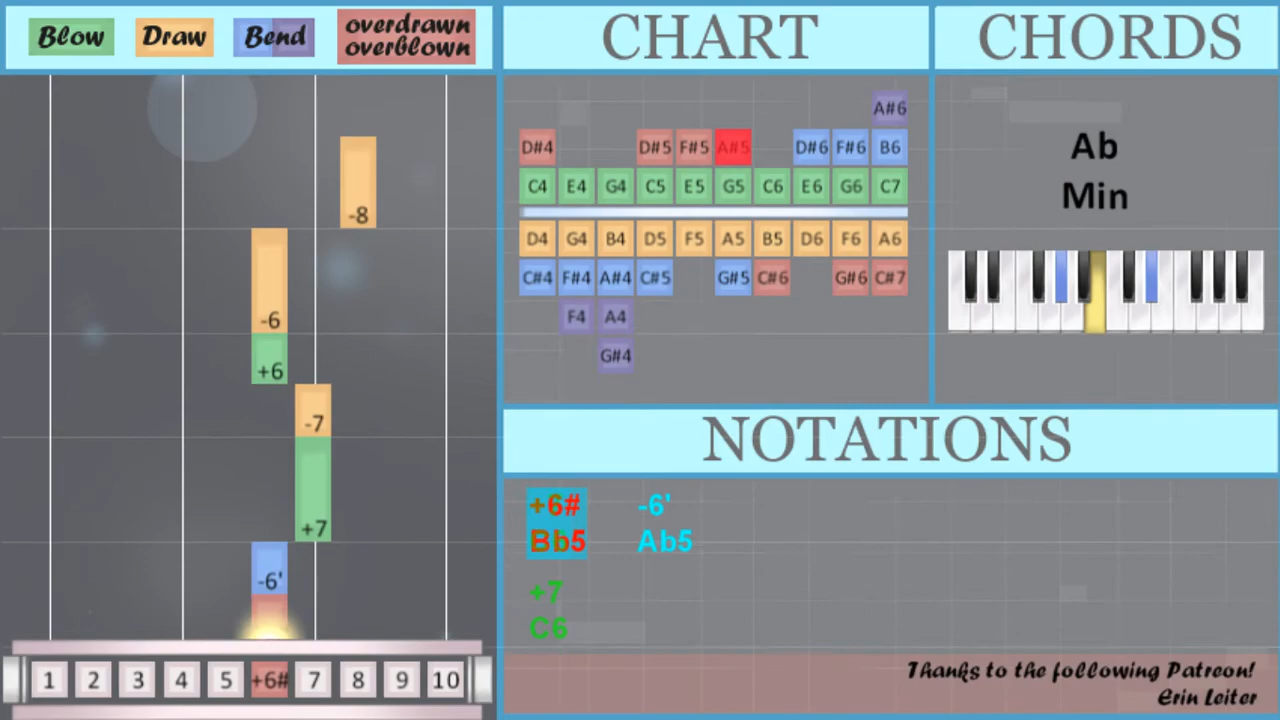 Blow Draw Bend overdrawn
overblown
CHART
CHORDS
A#6
D#4 D#5 F#5 A#5 D#6 F#6 B6
C4 E4 G4 C5 E5 G5 C6 E6 G6 C7
D4 G4 B4 D5 F5 A5 B5 D6 F6 A6
C#4 F#4 A#4 C#5 G#5 C#6 G#6 C#7
F4 A4
G#4
Ab
Min
-8
-6
+6
-7
+7
-6'
1 2 3 4 5 +6# 7 8 9 10
NOTATIONS
+6# -6'
Bb5 Ab5
+7
C6
Thanks to the following Patreon!
Erin Leiter